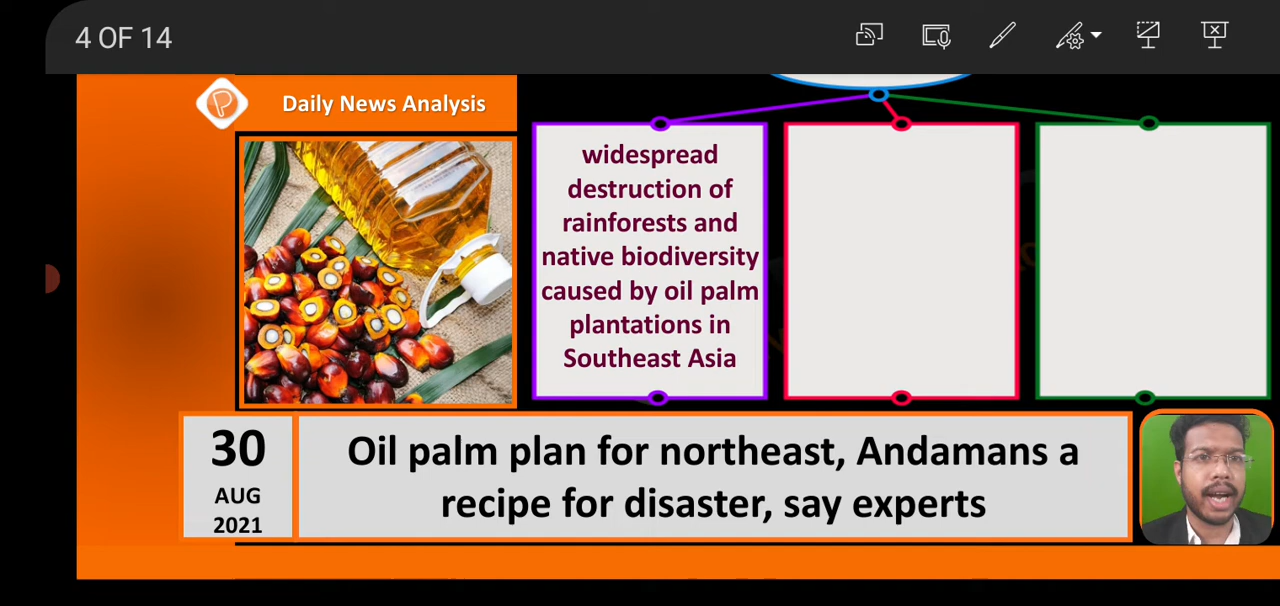 4 OF 14
Daily News Analysis
widespread
destruction of
rainforests and
native biodiversity
caused by oil palm
plantations in
Southeast Asia
30
AUG
2021
Oil palm plan for northeast, Andamans a
recipe for disaster, say experts